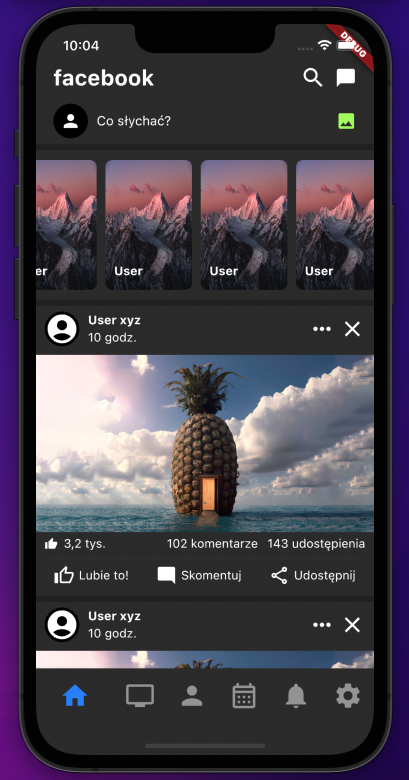 10:04
DEBUG
facebook
Co słychać?
er
User
User
User
User xyz
10 godz.
3,2 tys. 102 komentarze 143 udostępienia
Lubie to! Skomentuj Udostępnij
User xyz
10 godz.